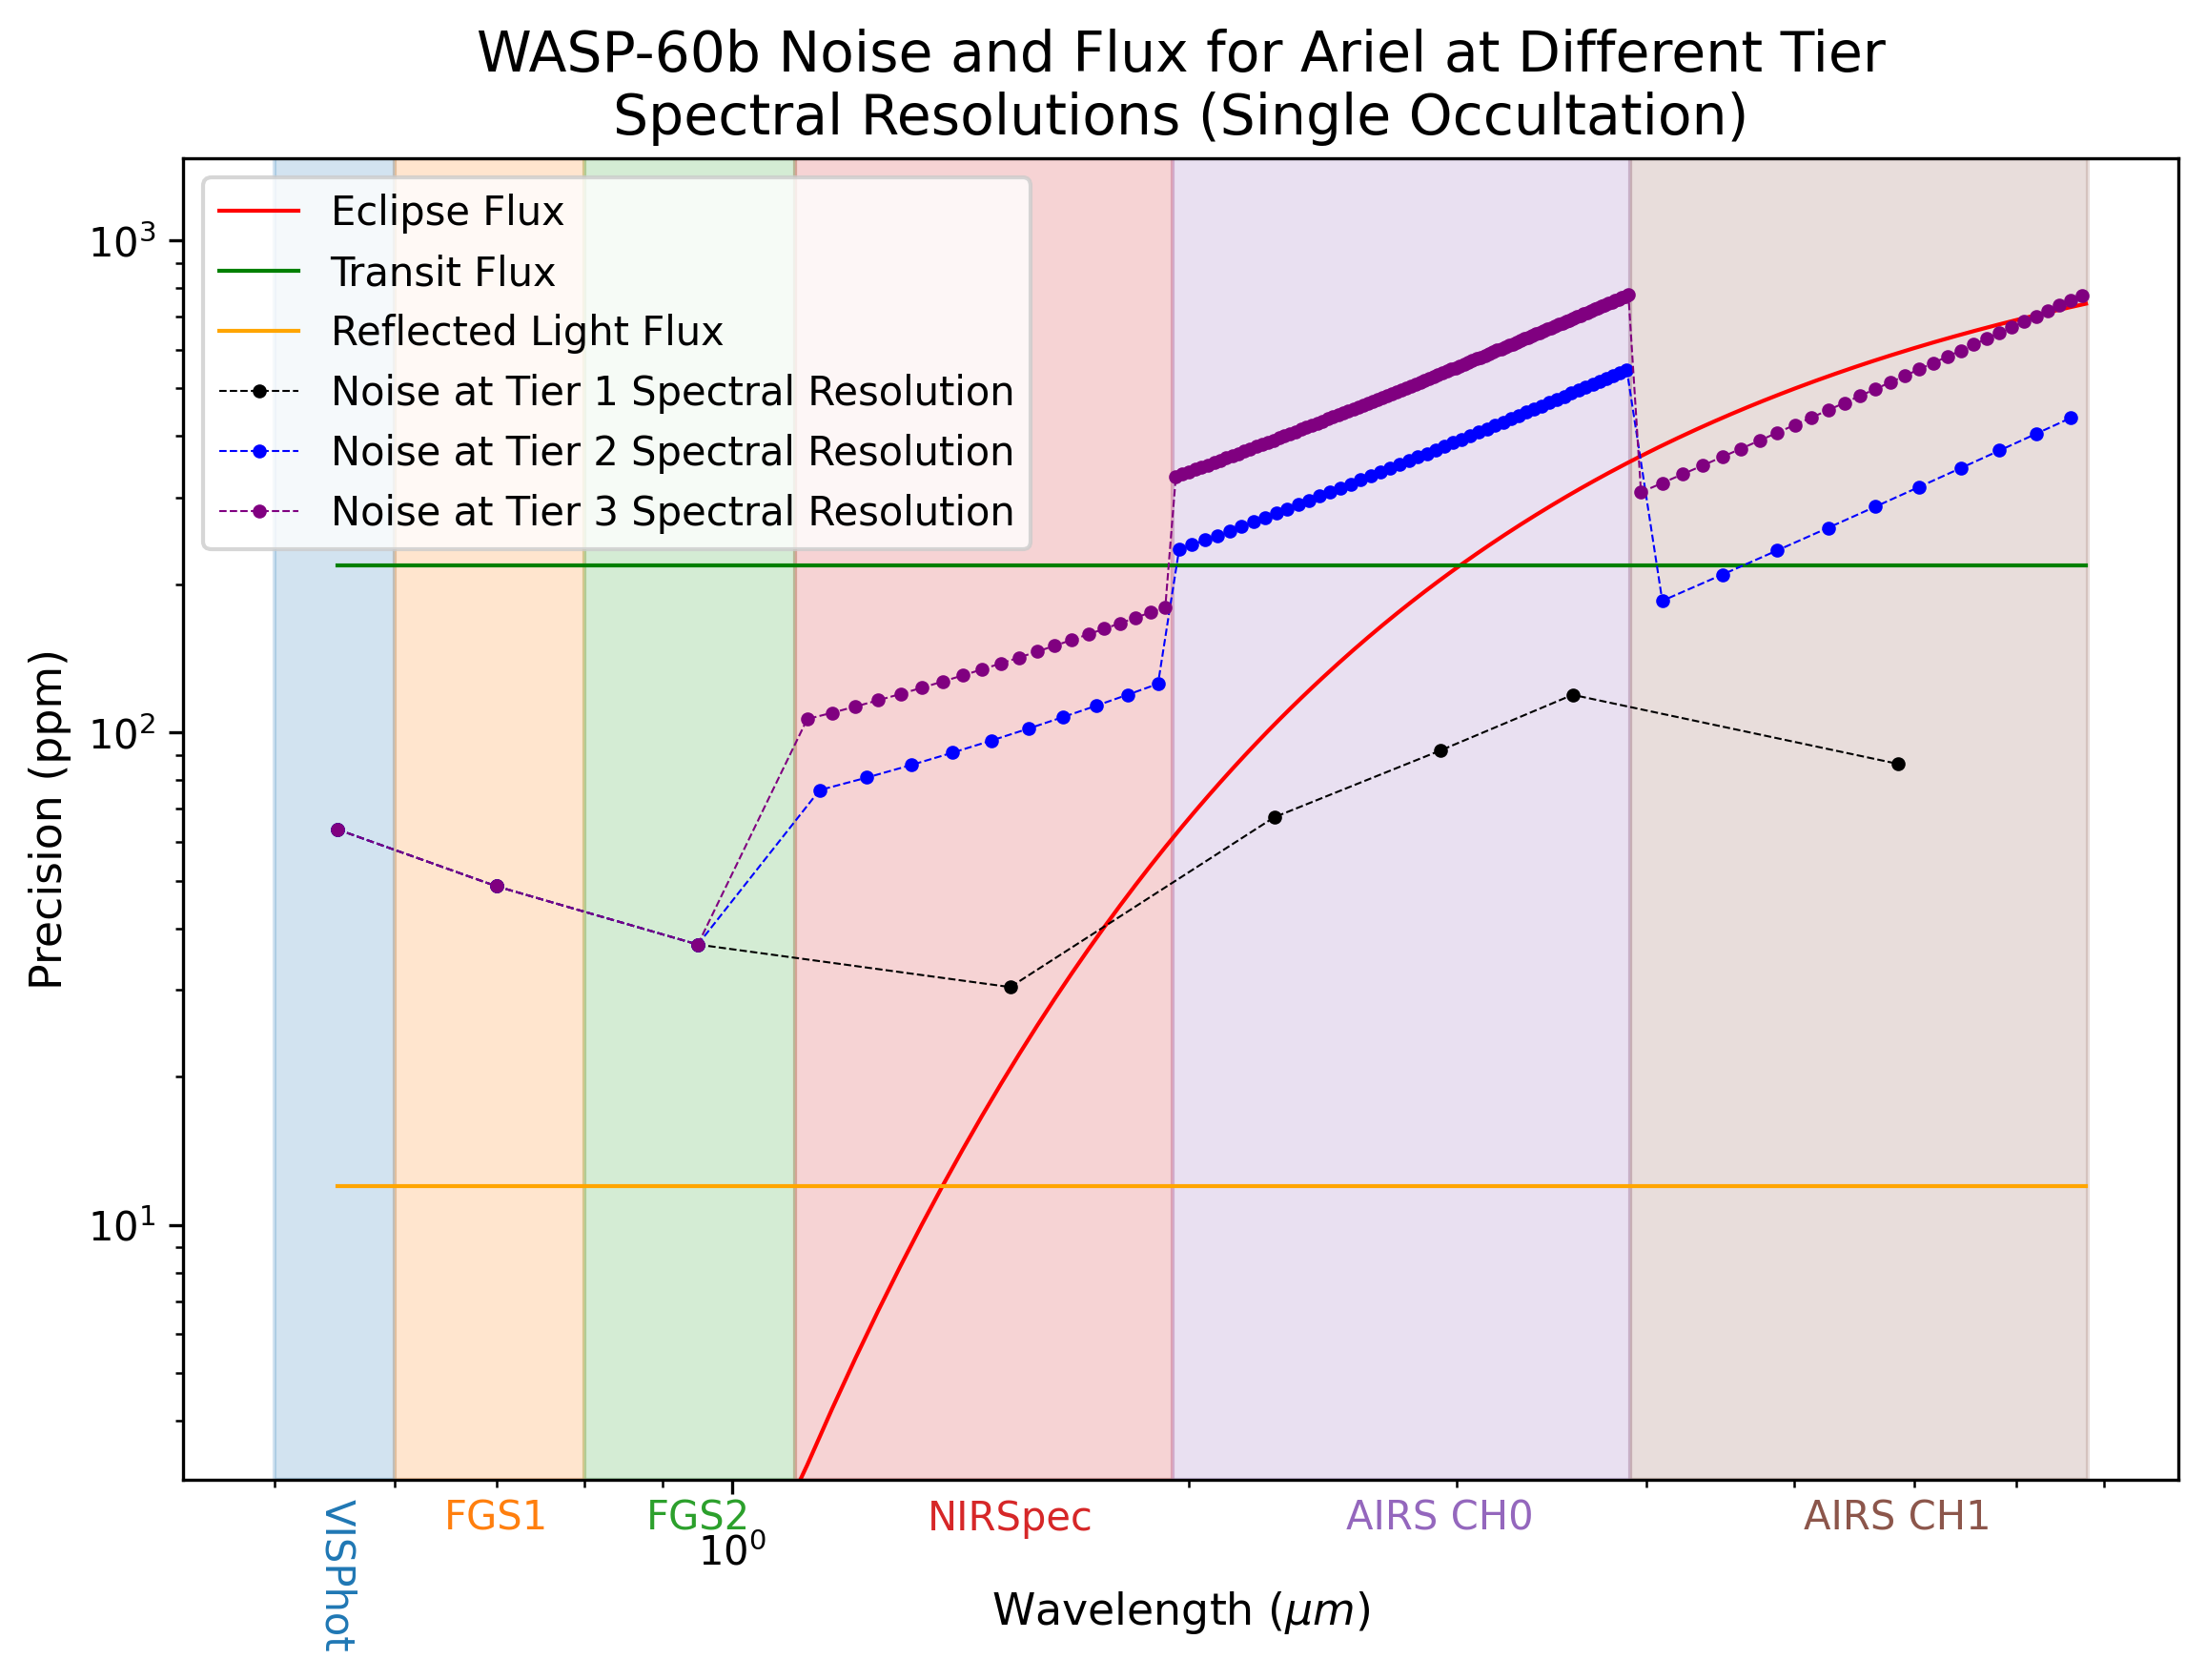 WASP-60b Noise and Flux for Ariel at Different Tier
Spectral Resolutions (Single Occultation)
Eclipse Flux
Transit Flux
Reflected Light Flux
Noise at Tier 1 Spectral Resolution
Noise at Tier 2 Spectral Resolution
Noise at Tier 3 Spectral Resolution
10³
10²
10¹
Precision (ppm)
VISPhot
FGS1
FGS2
NIRSpec
AIRS CH0
AIRS CH1
10⁰
Wavelength (μm)